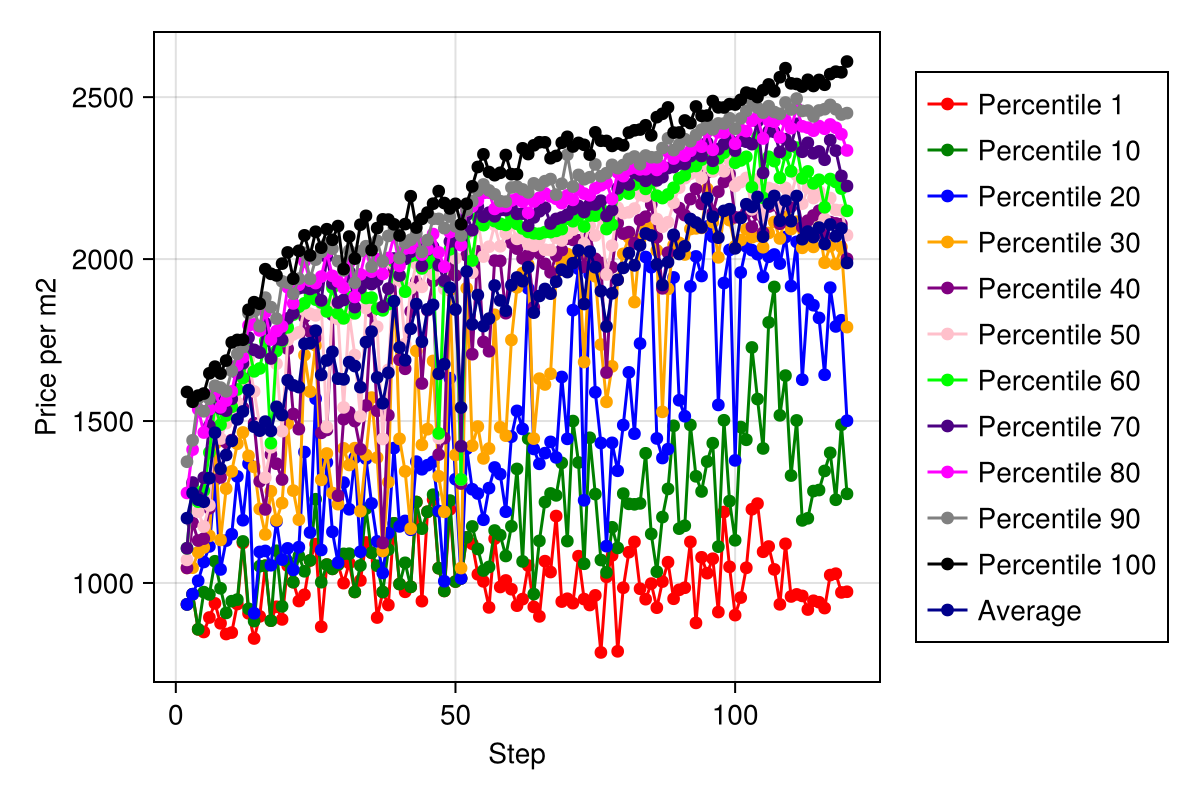 2500
2000
1500
1000
Price per m2
0
50
100
Step
Percentile 1
Percentile 10
Percentile 20
Percentile 30
Percentile 40
Percentile 50
Percentile 60
Percentile 70
Percentile 80
Percentile 90
Percentile 100
Average